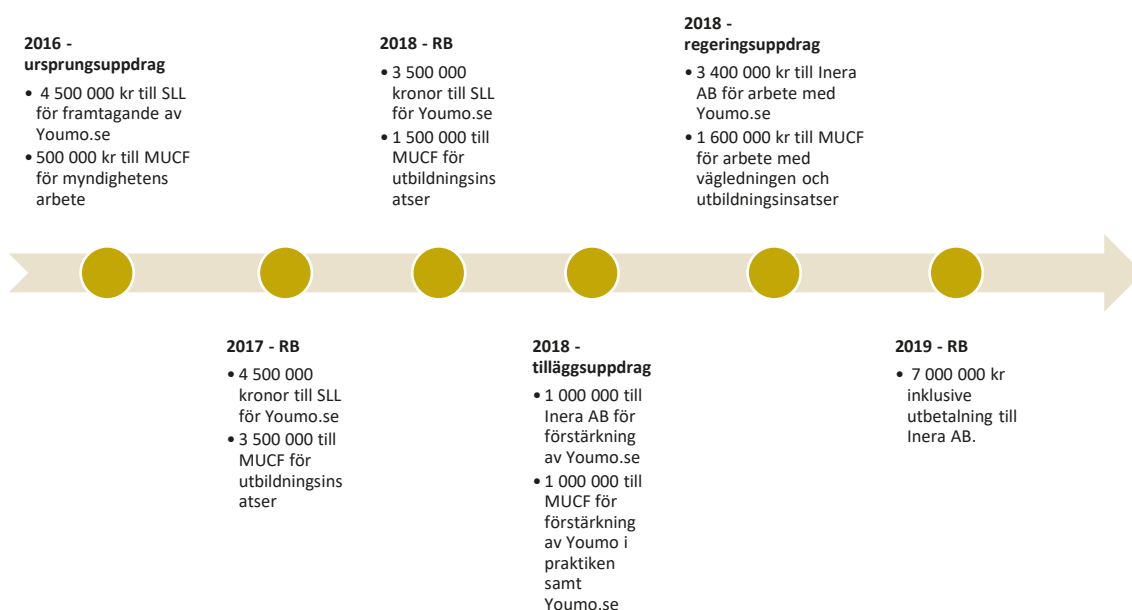 2016 -
ursprungsuppdrag
• 4 500 000 kr till SLL
för framtagande av
Youmo.se
• 500 000 kr till MUCF
för myndighetens
arbete
2017 - RB
• 4 500 000
kronor till SLL
för Youmo.se
• 3 500 000 till
MUCF för
utbildningsins
atser
2018 - RB
• 3 500 000
kronor till SLL
för Youmo.se
• 1 500 000 till
MUCF för
utbildningsins
atser
2018 -
tilläggsuppdrag
• 1 000 000 till
Inera AB för
förstärkning
av Youmo.se
• 1 000 000 till
MUCF för
förstärkning
av Youmo i
praktiken
samt
Youmo.se
2018 -
regeringsuppdrag
• 3 400 000 kr till Inera
AB för arbete med
Youmo.se
• 1 600 000 kr till MUCF
för arbete med
vägledningen och
utbildningsinsatser
2019 - RB
• 7 000 000 kr
inklusive
utbetalning till
Inera AB.